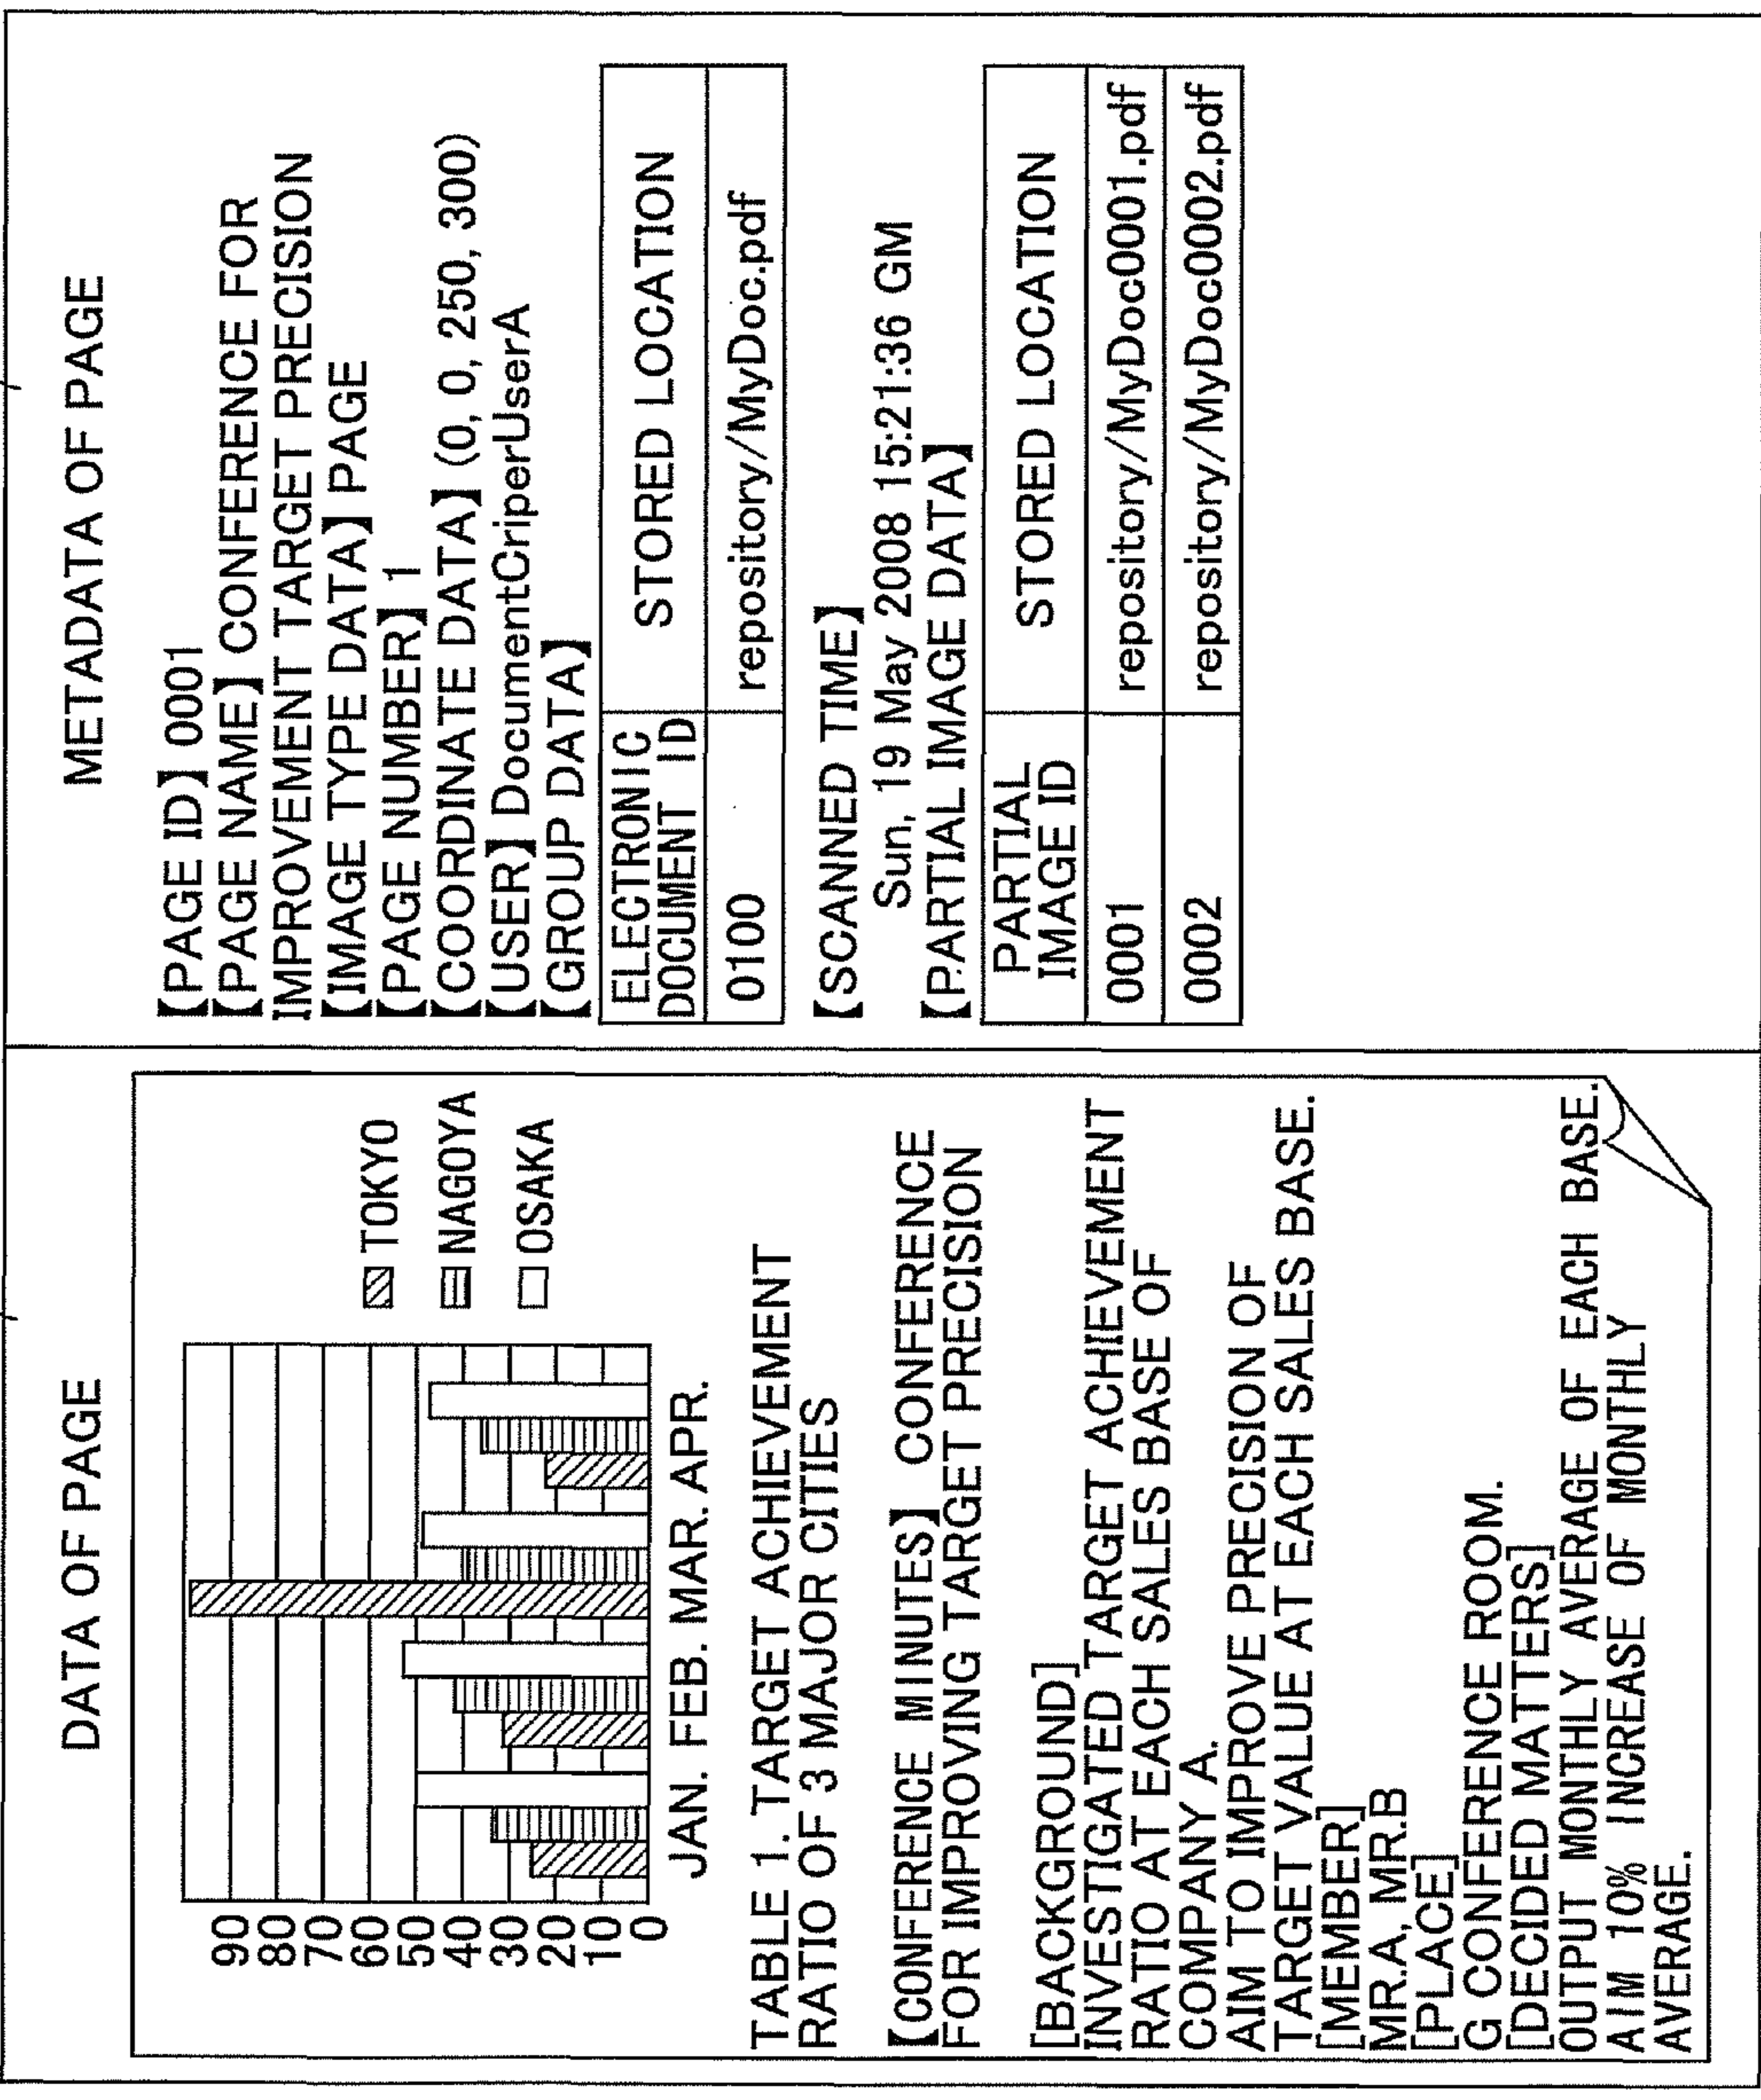 DATA OF PAGE
90
80
70
60
50
40
30
20
10
0
JAN. FEB. MAR. APR.
TOKYO
NAGOYA
OSAKA
TABLE 1. TARGET ACHIEVEMENT
RATIO OF 3 MAJOR CITIES
【CONFERENCE MINUTES】 CONFERENCE
FOR IMPROVING TARGET PRECISION
[BACKGROUND]
INVESTIGATED TARGET ACHIEVEMENT
RATIO AT EACH SALES BASE OF
COMPANY A.
AIM TO IMPROVE PRECISION OF
TARGET VALUE AT EACH SALES BASE.
[MEMBER]
MR.A, MR.B
[PLACE]
G CONFERENCE ROOM.
[DECIDED MATTERS]
OUTPUT MONTHLY AVERAGE OF EACH BASE.
AIM 10% INCREASE OF MONTHLY
AVERAGE.
METADATA OF PAGE
【PAGE ID】 0001
【PAGE NAME】 CONFERENCE FOR
IMPROVEMENT TARGET PRECISION
【IMAGE TYPE DATA】 PAGE
【PAGE NUMBER】 1
【COORDINATE DATA】 (0, 0, 250, 300)
【USER】 DocumentCriperUserA
【GROUP DATA】
ELECTRONIC
DOCUMENT ID
STORED LOCATION
01100
repository/MyDoc.pdf
【SCANNED TIME】
Sun, 19 May 2008 15:21:36 GM
【PARTIAL IMAGE DATA】
PARTIAL
IMAGE ID
STORED LOCATION
0001
repository/MyDoc0001.pdf
0002
repository/MyDoc0002.pdf